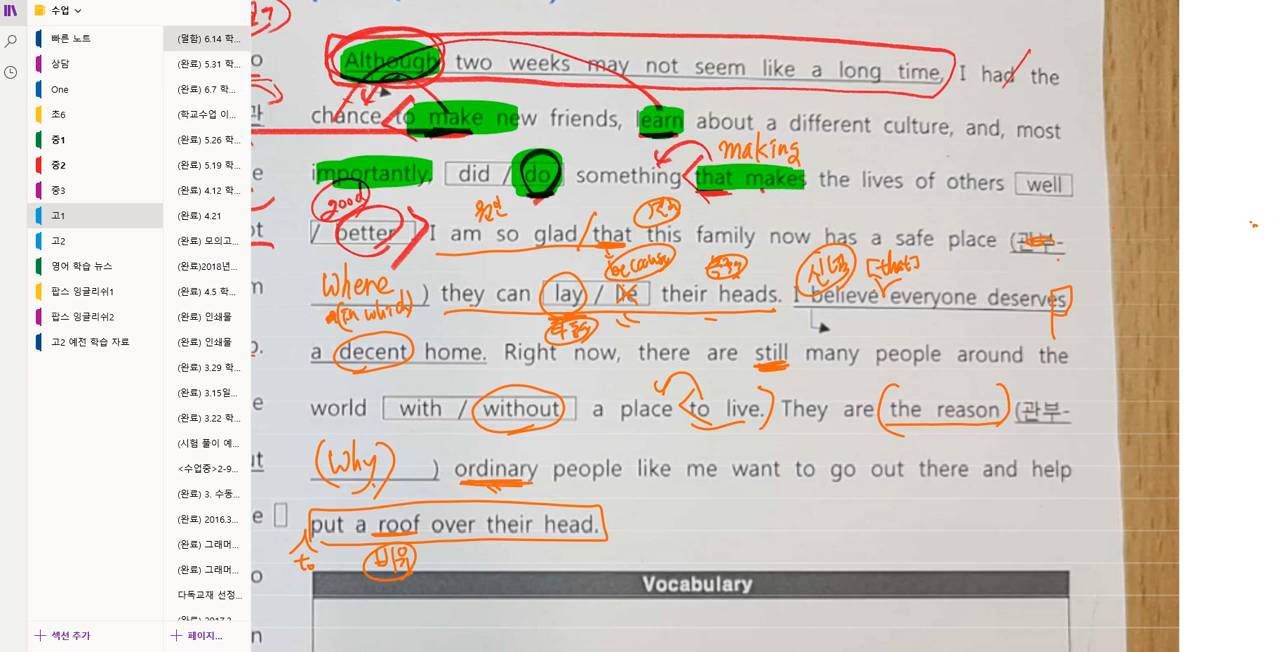 수업
빠른 노트
상담
One
초6
중1
중2
중3
고1
고2
영어 학습 뉴스
팝스 잉글리쉬1
팝스 잉글리쉬2
고2 예전 학습 자료
섹션 추가
(덜함) 6.14 학...
(완료) 5.31 학...
(완료) 6.7 학...
(학교수업 이...
(완료) 5.26 학...
(완료) 5.19 학...
(완료) 4.12 학...
(완료) 4.21
(완료) 모의고...
(완료)2018년...
(완료) 4.5 학...
(완료) 인쇄물
(완료) 인쇄물
(완료) 3.29 학...
(완료) 3.15일...
(완료) 3.22 학...
(시험 풀이 예...
<수업중>2-9...
(완료) 3. 수동...
(완료) 2016.3...
(완료) 그래머...
(완료) 그래머...
다독교재 선정...
페이지...
Although two weeks may not seem like a long time, I had the
chance to make new friends, learn about a different culture, and, most
making
importantly, did / do something that makes the lives of others well
good
/ better . I am so glad that this family now has a safe place (관부-
because
[that]
where
(in which)
) they can lay / lie their heads. I believe everyone deserves
a decent home. Right now, there are still many people around the
world with / without a place to live. They are the reason (관부-
(why)
) ordinary people like me want to go out there and help
put a roof over their head.
to
Vocabulary